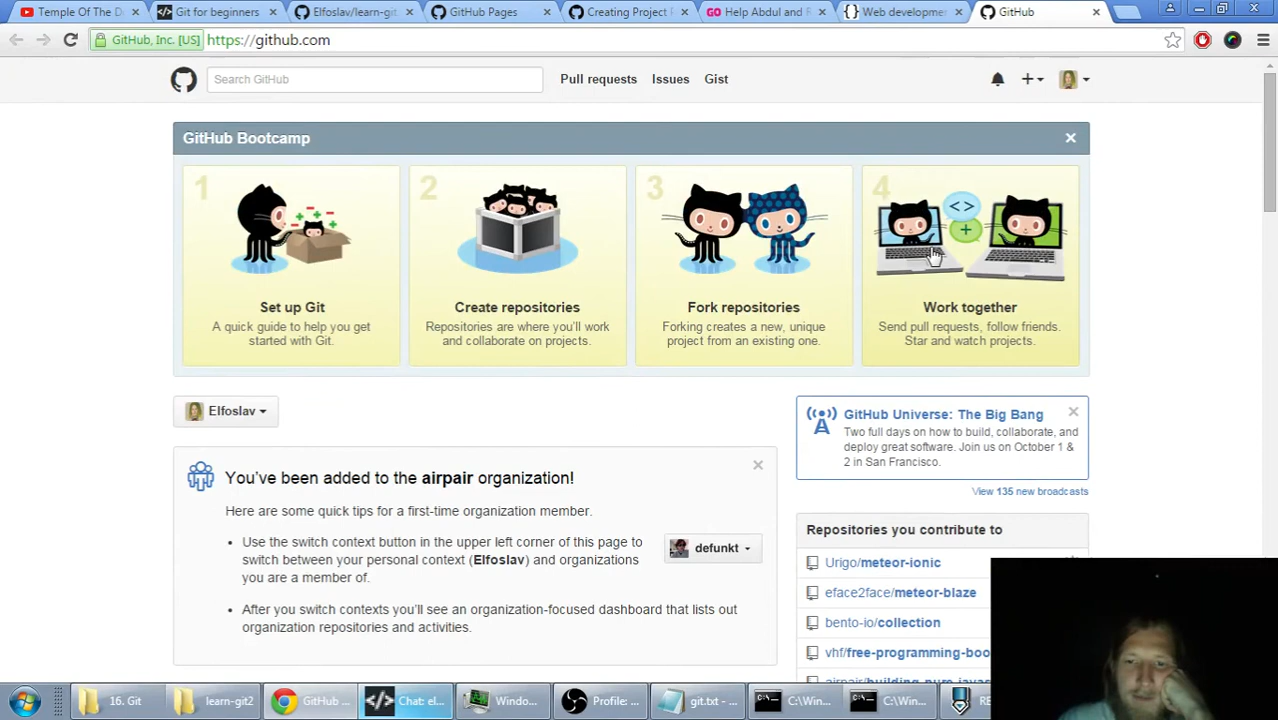 Temple Of The D
Git for beginners
Elfoslav/learn-git
GitHub Pages
Creating Project
Help Abdul and R
Web developme
GitHub
GitHub, Inc. [US]
https://github.com
Search GitHub
Pull requests
Issues
Gist
GitHub Bootcamp
1
Set up Git
A quick guide to help you get
started with Git.
2
Create repositories
Repositories are where you'll work
and collaborate on projects.
3
Fork repositories
Forking creates a new, unique
project from an existing one.
4
Work together
Send pull requests, follow friends.
Star and watch projects.
Elfoslav
You've been added to the airpair organization!
Here are some quick tips for a first-time organization member.
• Use the switch context button in the upper left corner of this page to
switch between your personal context (Elfoslav) and organizations
you are a member of.
• After you switch contexts you'll see an organization-focused dashboard that lists out
organization repositories and activities.
defunkt
GitHub Universe: The Big Bang
Two full days on how to build, collaborate, and
deploy great software. Join us on October 1 &
2 in San Francisco.
View 135 new broadcasts
Repositories you contribute to
Urigo/meteor-ionic
eface2face/meteor-blaze
bento-io/collection
vhf/free-programming-boo
16. Git
learn-git2
GitHub ...
Chat: el...
Windo...
Profile: ...
git.txt - ...
C:\Win...
C:\Win...